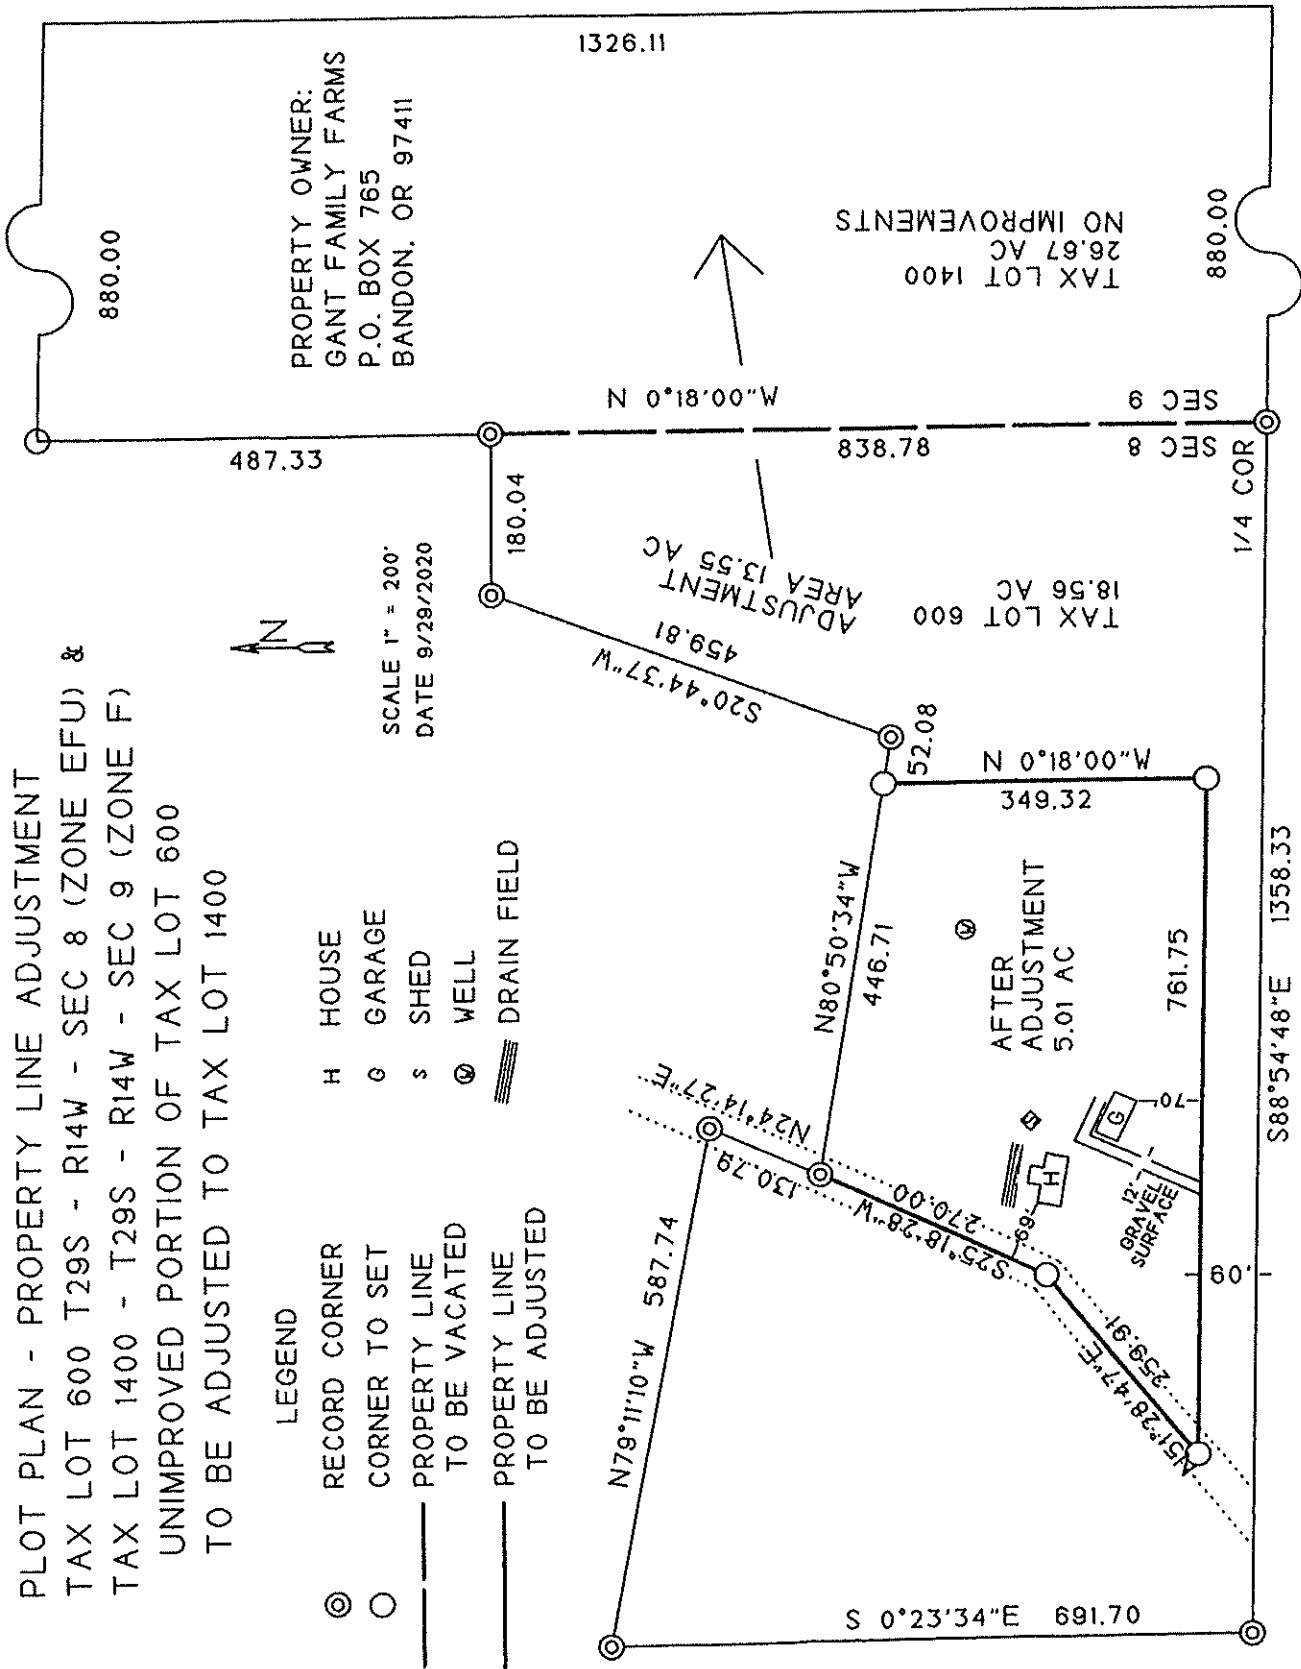 PLOT PLAN - PROPERTY LINE ADJUSTMENT
TAX LOT 600 T29S - R14W - SEC 8 (ZONE EFU) &
TAX LOT 1400 - T29S - R14W - SEC 9 (ZONE F)
UNIMPROVED PORTION OF TAX LOT 600
TO BE ADJUSTED TO TAX LOT 1400
LEGEND
RECORD CORNER
CORNER TO SET
PROPERTY LINE
TO BE VACATED
PROPERTY LINE
TO BE ADJUSTED
H HOUSE
G GARAGE
S SHED
W WELL
DRAIN FIELD
N
SCALE 1" = 200'
DATE 9/29/2020
PROPERTY OWNER:
GANT FAMILY FARMS
P.O. BOX 765
BANDON, OR 97411
880.00
1326.11
880.00
TAX LOT 1400
26.67 AC
NO IMPROVEMENTS
487.33
N 0°18'00"W
838.78
SEC 9
SEC 8
1/4 COR
180.04
ADJUSTMENT
AREA 13.55 AC
S20°44'37"W
459.81
TAX LOT 600
18.56 AC
52.08
N 0°18'00"W
349.32
N80°50'34"W
446.71
AFTER
ADJUSTMENT
5.01 AC
W
761.75
S88°54'48"E 1358.33
N24°14'27"E
130.79
N79°11'10"W 587.74
S25°18'28"W
270.00
S
H
G
69'
70'
12'
GRAVEL
SURFACE
60'
N51°28'47"E
259.91
S 0°23'34"E 691.70